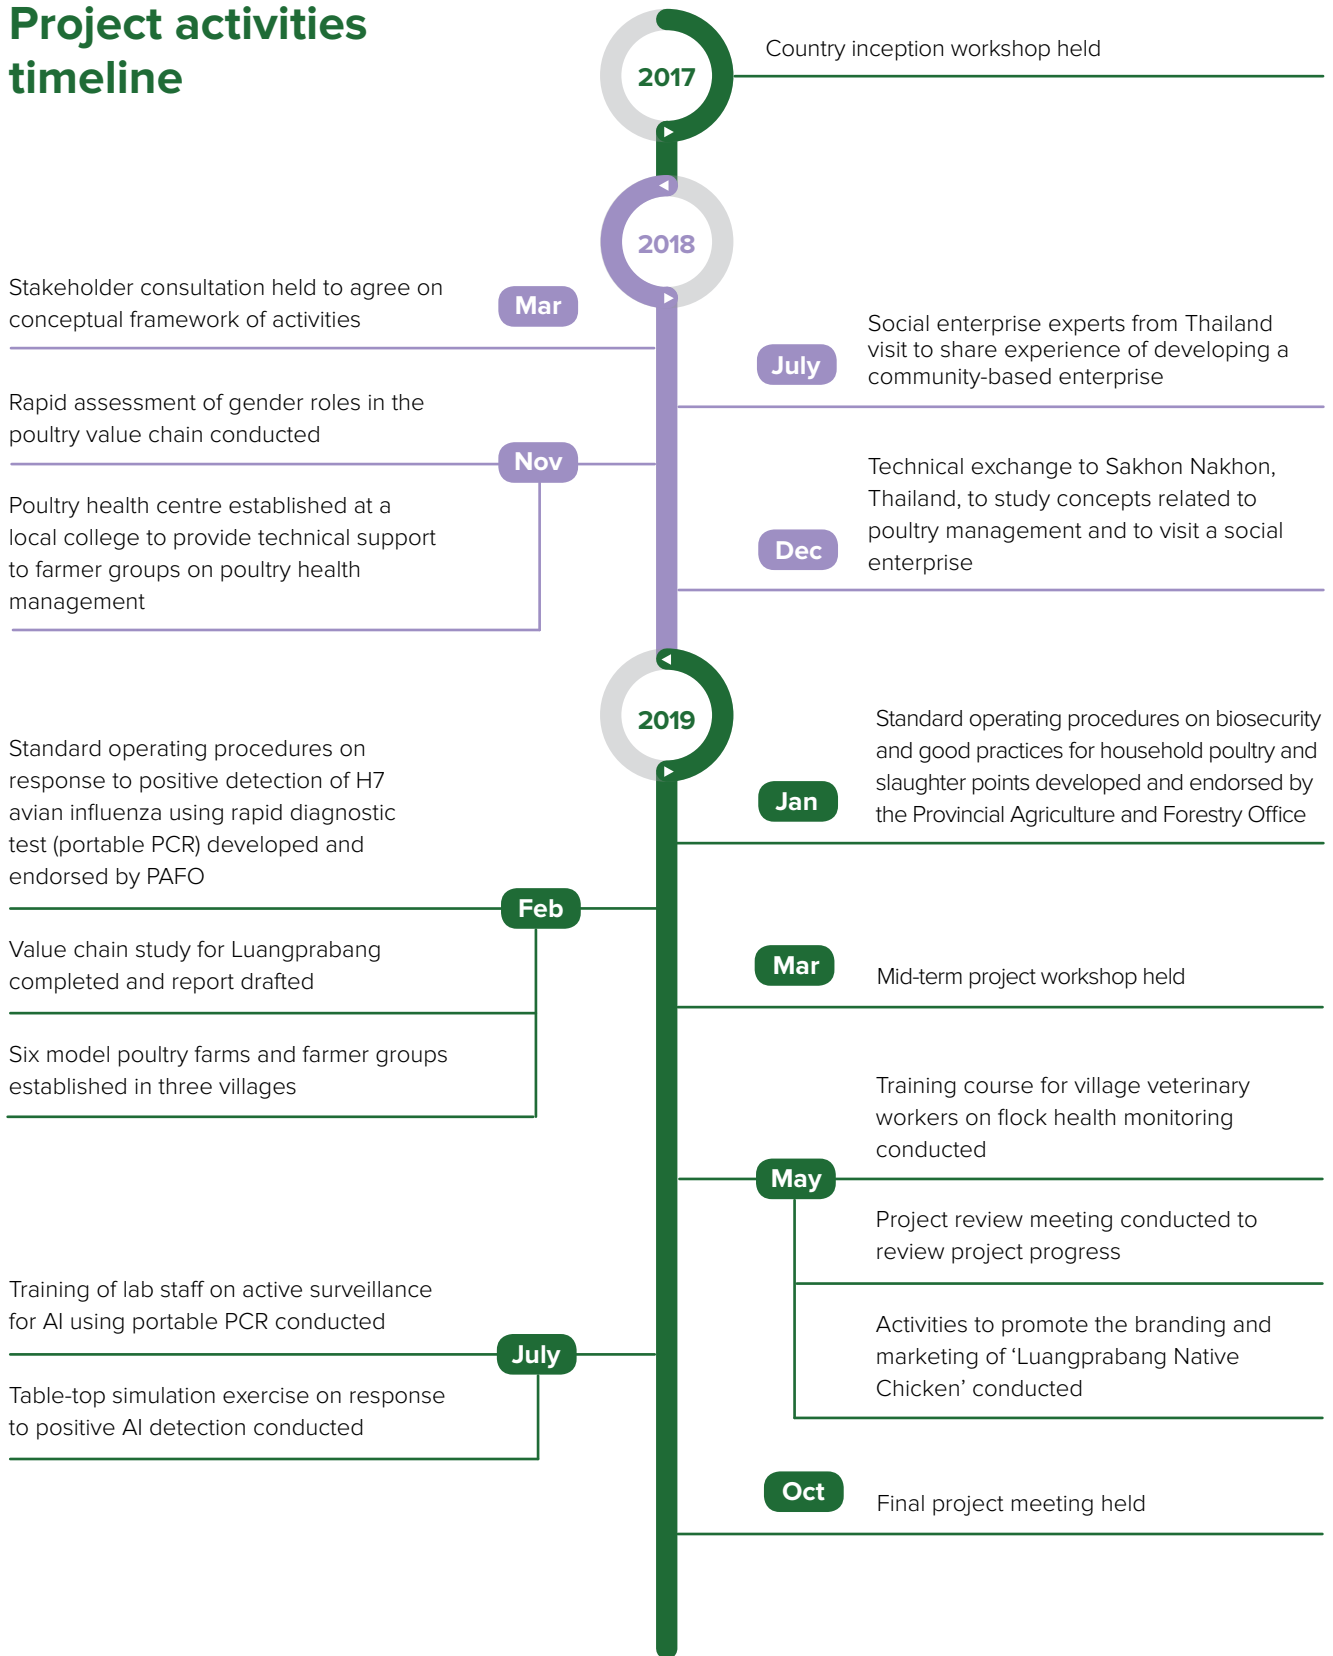 Project activities
timeline
2017
Country inception workshop held
2018
Mar
Stakeholder consultation held to agree on
conceptual framework of activities
July
Social enterprise experts from Thailand
visit to share experience of developing a
community-based enterprise
Nov
Rapid assessment of gender roles in the
poultry value chain conducted
Poultry health centre established at a
local college to provide technical support
to farmer groups on poultry health
management
Dec
Technical exchange to Sakhon Nakhon,
Thailand, to study concepts related to
poultry management and to visit a social
enterprise
2019
Jan
Standard operating procedures on biosecurity
and good practices for household poultry and
slaughter points developed and endorsed by
the Provincial Agriculture and Forestry Office
Feb
Standard operating procedures on
response to positive detection of H7
avian influenza using rapid diagnostic
test (portable PCR) developed and
endorsed by PAFO
Value chain study for Luangprabang
completed and report drafted
Six model poultry farms and farmer groups
established in three villages
Mar
Mid-term project workshop held
May
Training course for village veterinary
workers on flock health monitoring
conducted
Project review meeting conducted to
review project progress
Activities to promote the branding and
marketing of ‘Luangprabang Native
Chicken’ conducted
July
Training of lab staff on active surveillance
for AI using portable PCR conducted
Table-top simulation exercise on response
to positive AI detection conducted
Oct
Final project meeting held